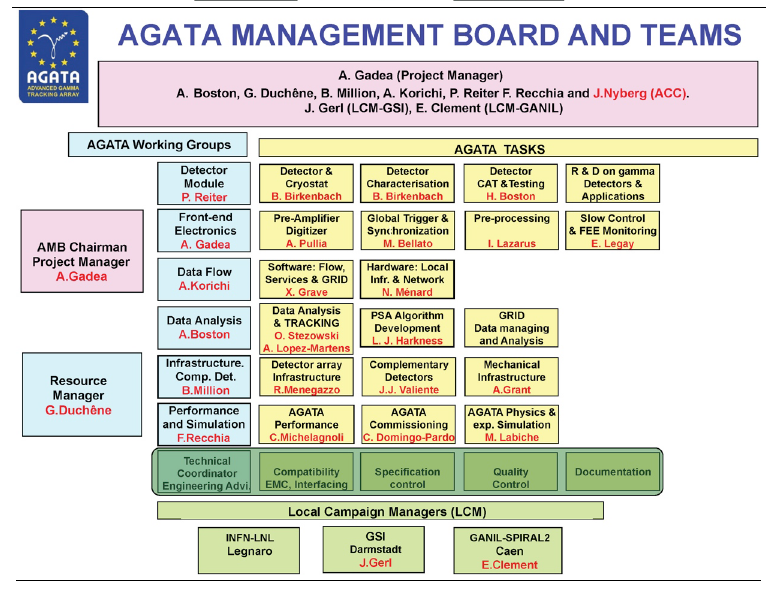 AGATA
ADVANCED GAMMA
TRACKING ARRAY
AGATA MANAGEMENT BOARD AND TEAMS
A. Gadea (Project Manager)
A. Boston, G. Duchêne, B. Million, A. Korichi, P. Reiter F. Recchia and J.Nyberg (ACC).
J. Gerl (LCM-GSI), E. Clement (LCM-GANIL)
AGATA Working Groups
AGATA TASKS
Detector
Module
P. Reiter
Detector &
Cryostat
B. Birkenbach
Detector
Characterisation
B. Birkenbach
Detector
CAT &Testing
H. Boston
R & D on gamma
Detectors &
Applications
AMB Chairman
Project Manager
A.Gadea
Front-end
Electronics
A. Gadea
Pre-Amplifier
Digitizer
A. Pullia
Global Trigger &
Synchronization
M. Bellato
Pre-processing
I. Lazarus
Slow Control
& FEE Monitoring
E. Legay
Data Flow
A.Korichi
Software: Flow,
Services & GRID
X. Grave
Hardware: Local
Infr. & Network
N. Ménard
Data Analysis
A.Boston
Data Analysis
& TRACKING
O. Stezowski
A. Lopez-Martens
PSA Algorithm
Development
L. J. Harkness
GRID
Data managing
and Analysis
Resource
Manager
G.Duchêne
Infrastructure.
Comp. Det.
B.Million
Detector array
Infrastructure
R.Menegazzo
Complementary
Detectors
J.J. Valiente
Mechanical
Infrastructure
A.Grant
Performance
and Simulation
F.Recchia
AGATA
Performance
C.Michelagnoli
AGATA
Commissioning
C. Domingo-Pardo
AGATA Physics &
exp. Simulation
M. Labiche
Technical
Coordinator
Engineering Advi.
Compatibility
EMC, Interfacing
Specification
control
Quality
Control
Documentation
Local Campaign Managers (LCM)
INFN-LNL
Legnaro
GSI
Darmstadt
J.Gerl
GANIL-SPIRAL2
Caen
E.Clement